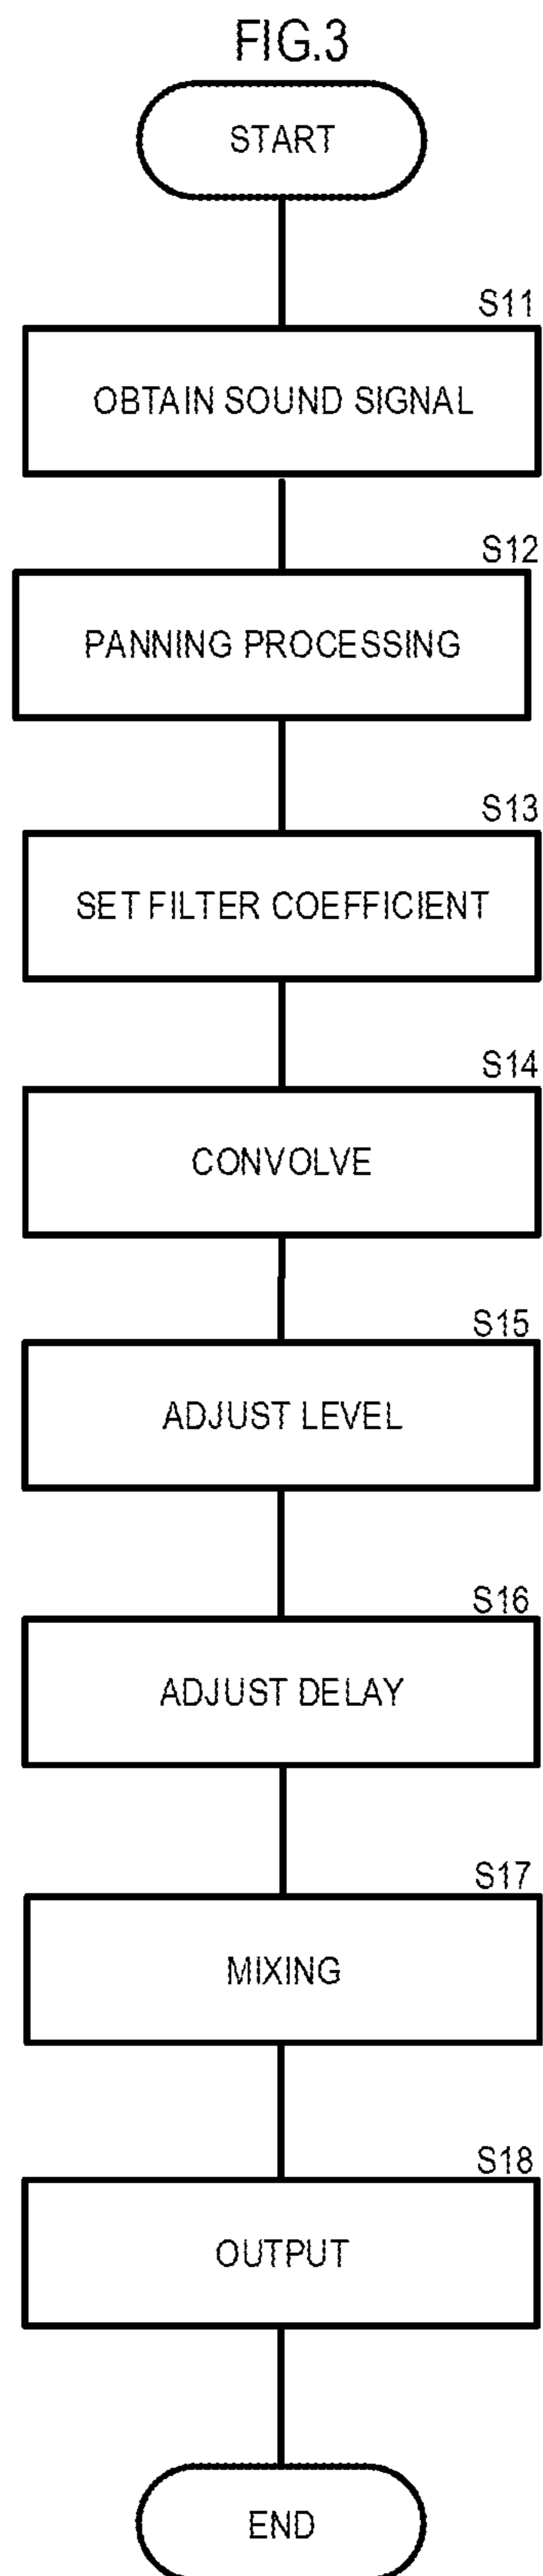 FIG.3
START
S11
OBTAIN SOUND SIGNAL
S12
PANNING PROCESSING
S13
SET FILTER COEFFICIENT
S14
CONVOLVE
S15
ADJUST LEVEL
S16
ADJUST DELAY
S17
MIXING
S18
OUTPUT
END